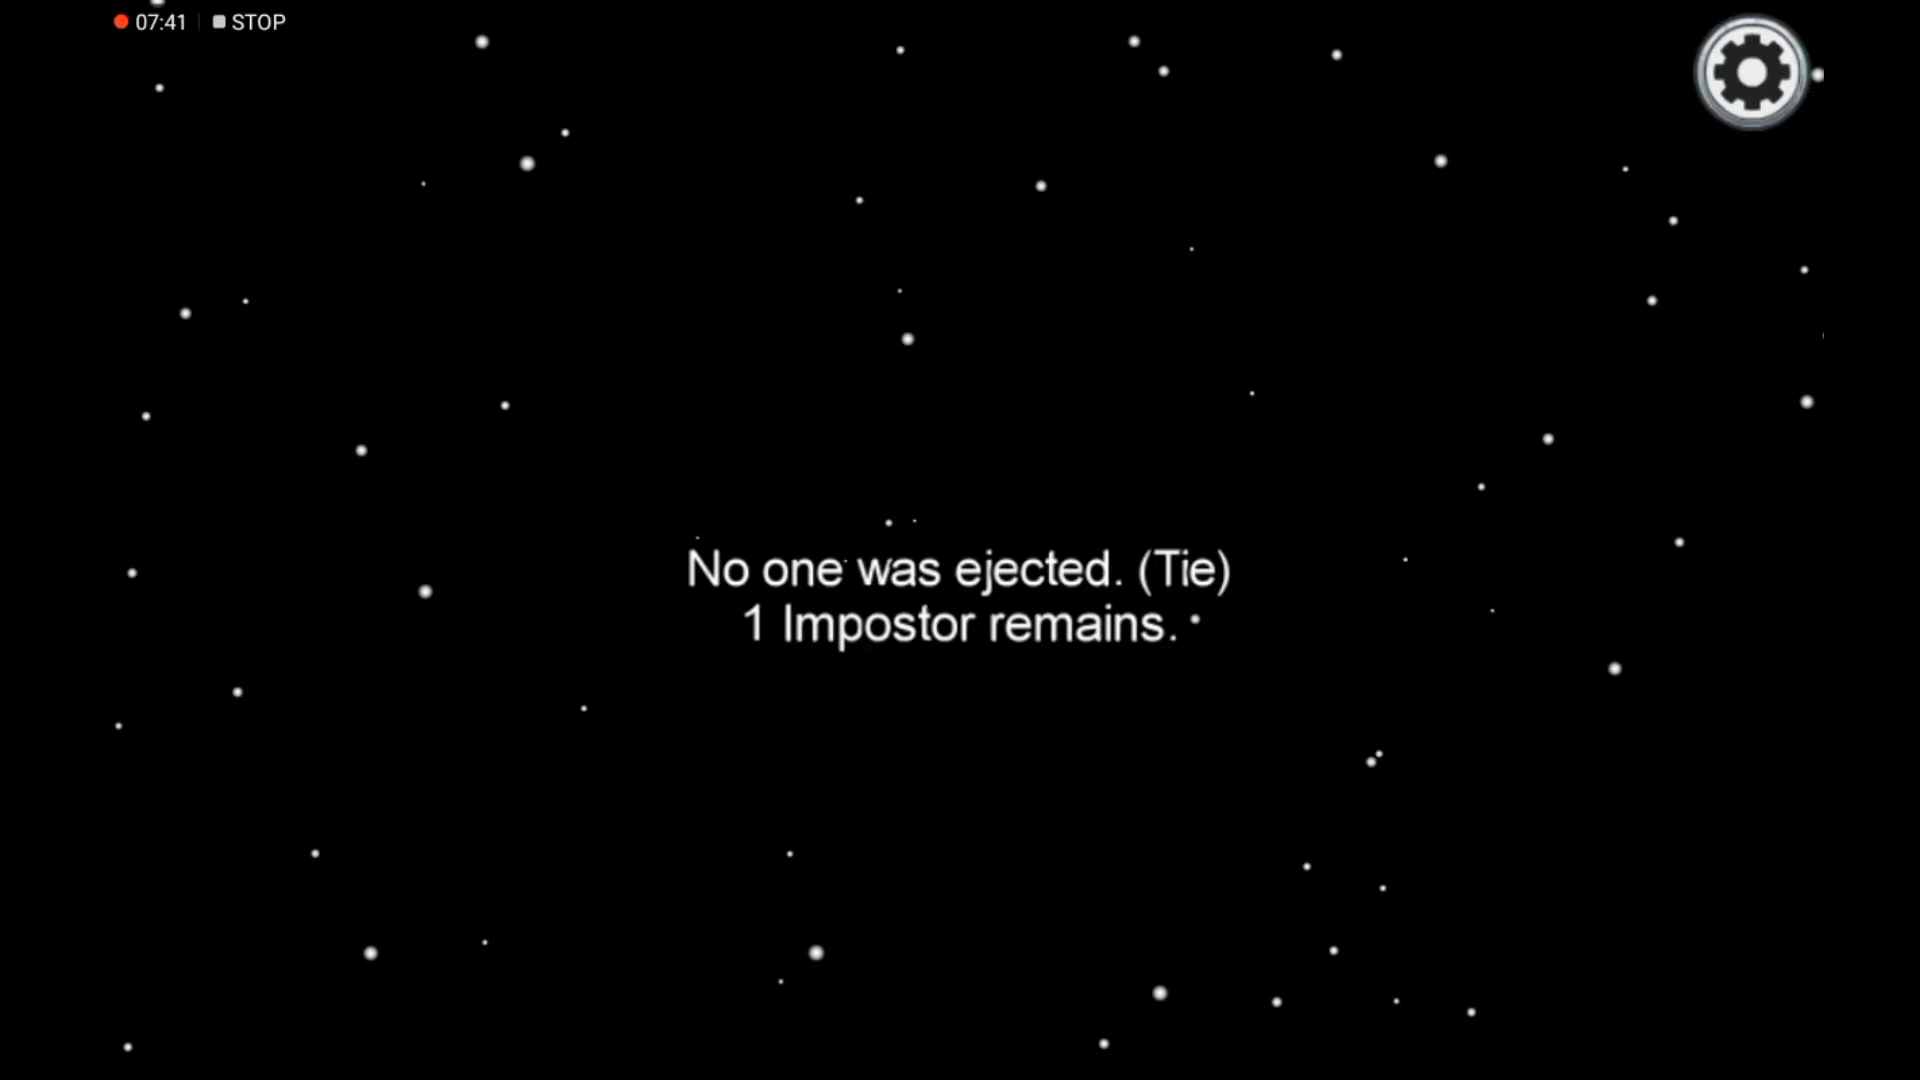 07:41 STOP
No one was ejected. (Tie)
1 Impostor remains.